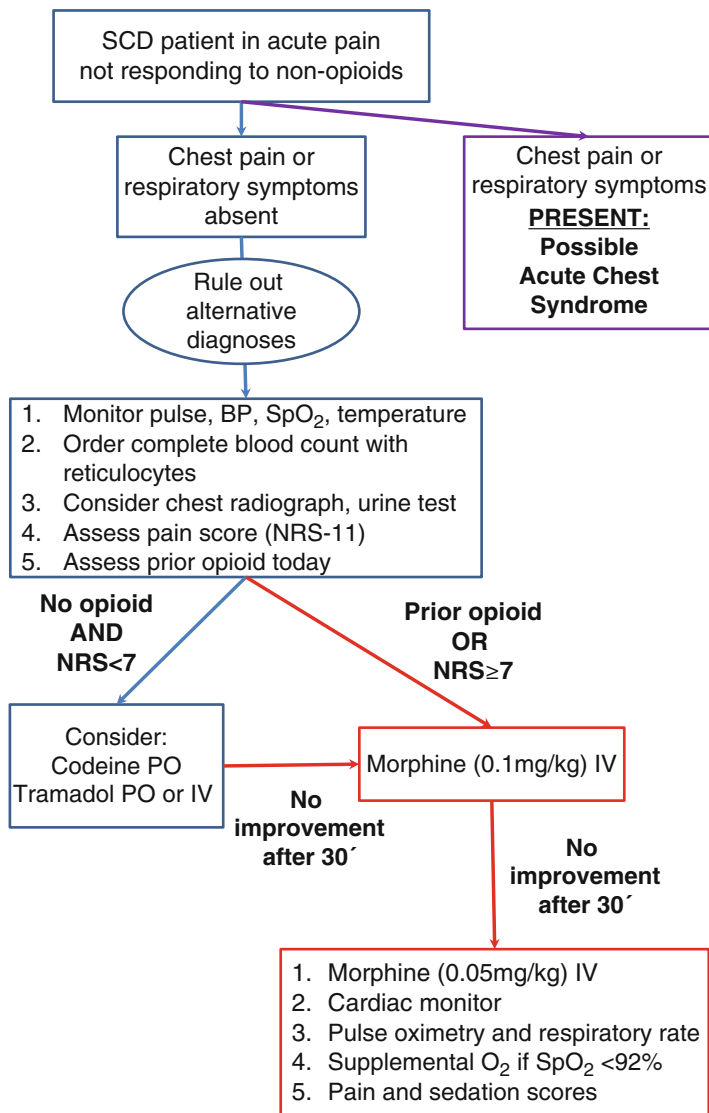 SCD patient in acute pain
not responding to non-opioids
Chest pain or
respiratory symptoms
absent
Chest pain or
respiratory symptoms
PRESENT:
Possible
Acute Chest
Syndrome
Rule out
alternative
diagnoses
1. Monitor pulse, BP, SpO₂, temperature
2. Order complete blood count with
reticulocytes
3. Consider chest radiograph, urine test
4. Assess pain score (NRS-11)
5. Assess prior opioid today
No opioid
AND
NRS<7
Prior opioid
OR
NRS≥7
Consider:
Codeine PO
Tramadol PO or IV
No
improvement
after 30´
Morphine (0.1mg/kg) IV
No
improvement
after 30´
1. Morphine (0.05mg/kg) IV
2. Cardiac monitor
3. Pulse oximetry and respiratory rate
4. Supplemental O₂ if SpO₂ <92%
5. Pain and sedation scores